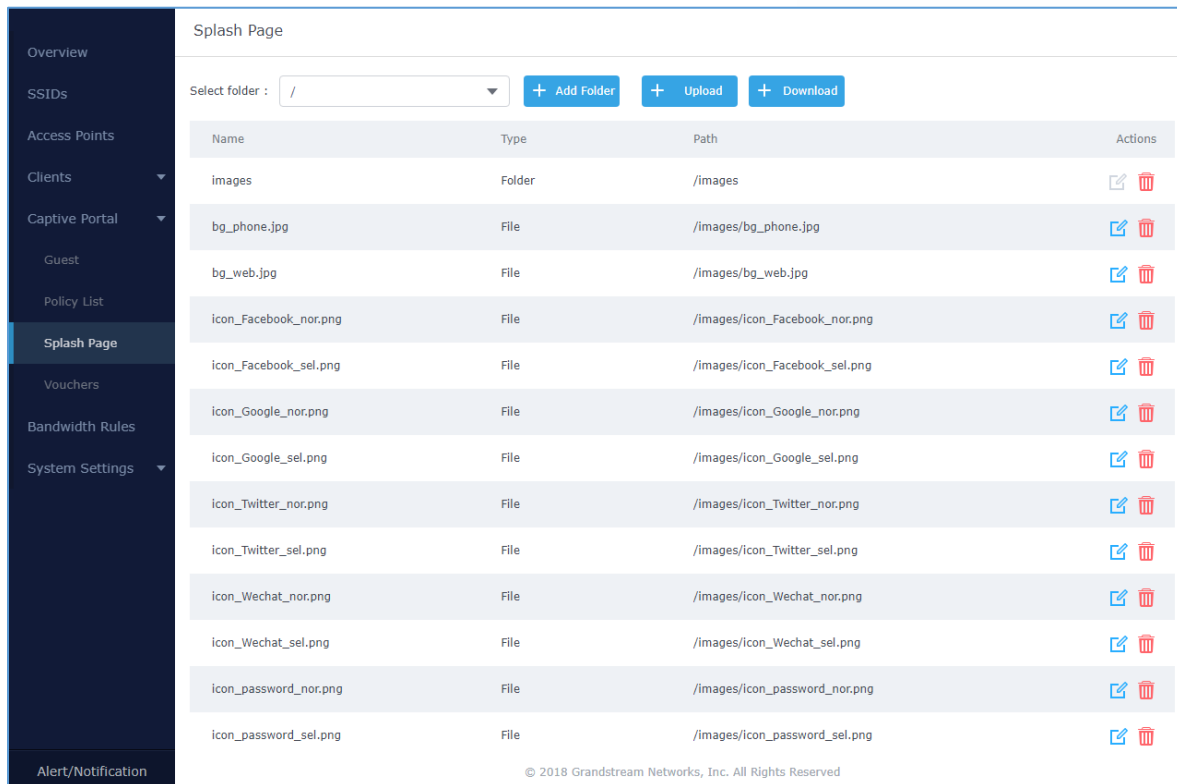 Splash Page
Overview
SSIDs
Access Points
Clients
Captive Portal
Guest
Policy List
Splash Page
Vouchers
Bandwidth Rules
System Settings
Alert/Notification
Select folder : / Add Folder Upload Download
Name Type Path Actions
images Folder /images
bg_phone.jpg File /images/bg_phone.jpg
bg_web.jpg File /images/bg_web.jpg
icon_Facebook_nor.png File /images/icon_Facebook_nor.png
icon_Facebook_sel.png File /images/icon_Facebook_sel.png
icon_Google_nor.png File /images/icon_Google_nor.png
icon_Google_sel.png File /images/icon_Google_sel.png
icon_Twitter_nor.png File /images/icon_Twitter_nor.png
icon_Twitter_sel.png File /images/icon_Twitter_sel.png
icon_Wechat_nor.png File /images/icon_Wechat_nor.png
icon_Wechat_sel.png File /images/icon_Wechat_sel.png
icon_password_nor.png File /images/icon_password_nor.png
icon_password_sel.png File /images/icon_password_sel.png
© 2018 Grandstream Networks, Inc. All Rights Reserved